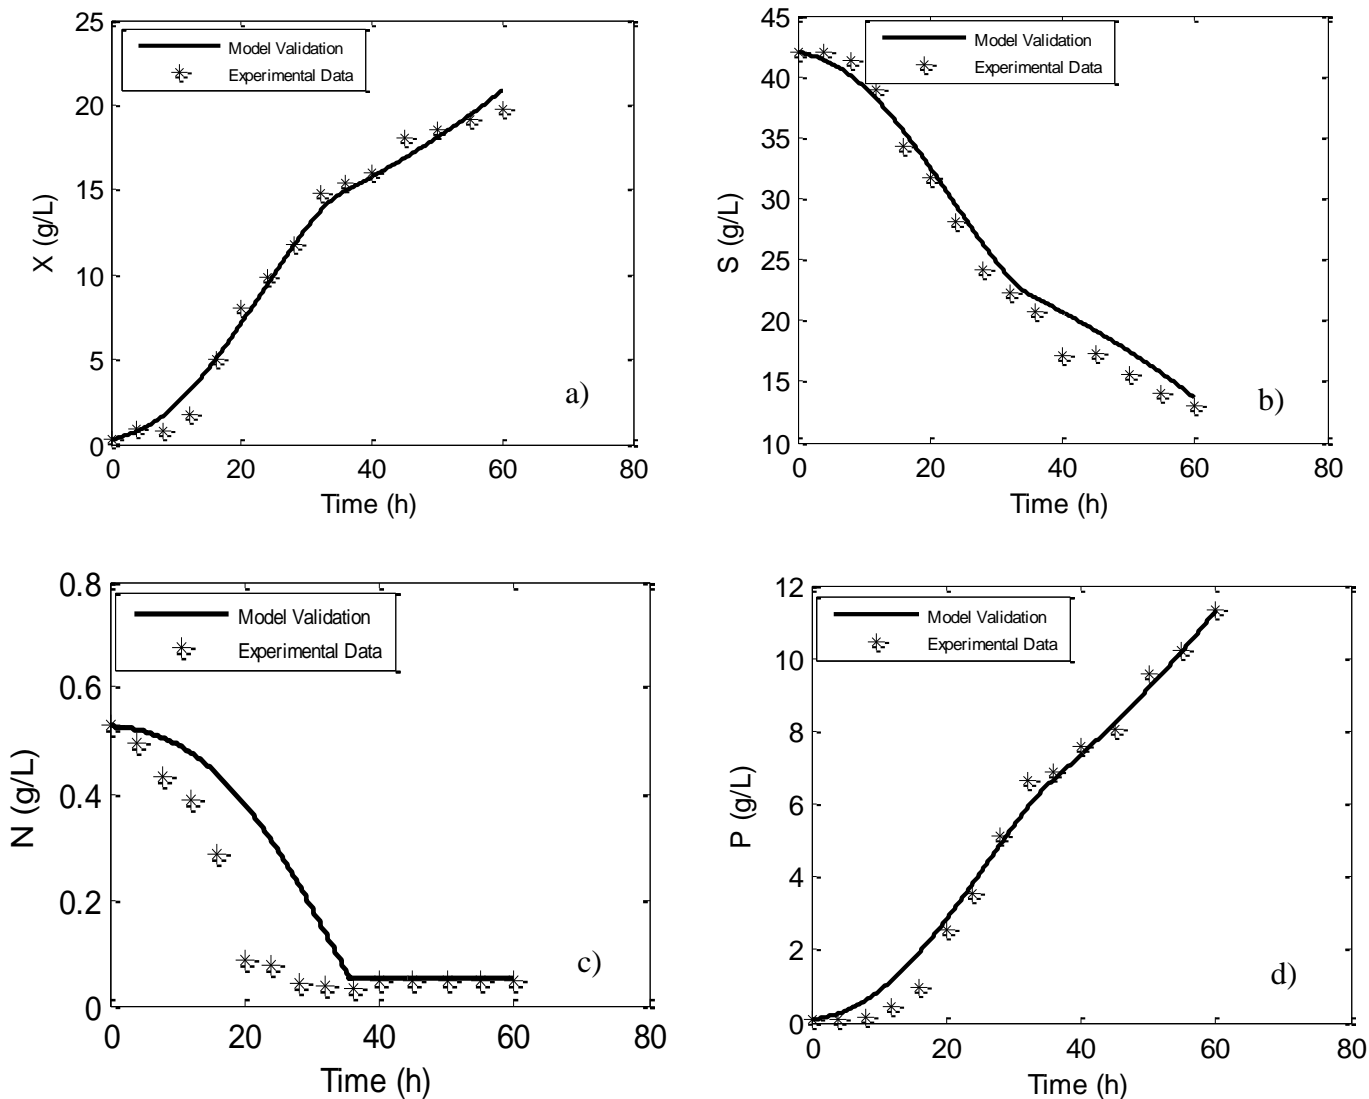 25
20
15
10
5
0
X (g/L)
Model Validation
Experimental Data
a)
0 20 40 60 80
Time (h)
45
40
35
30
25
20
15
10
S (g/L)
Model Validation
Experimental Data
b)
0 20 40 60 80
Time (h)
0.8
0.6
0.4
0.2
0
N (g/L)
Model Validation
Experimental Data
c)
0 20 40 60 80
Time (h)
12
10
8
6
4
2
0
P (g/L)
Model Validation
Experimental Data
d)
0 20 40 60 80
Time (h)